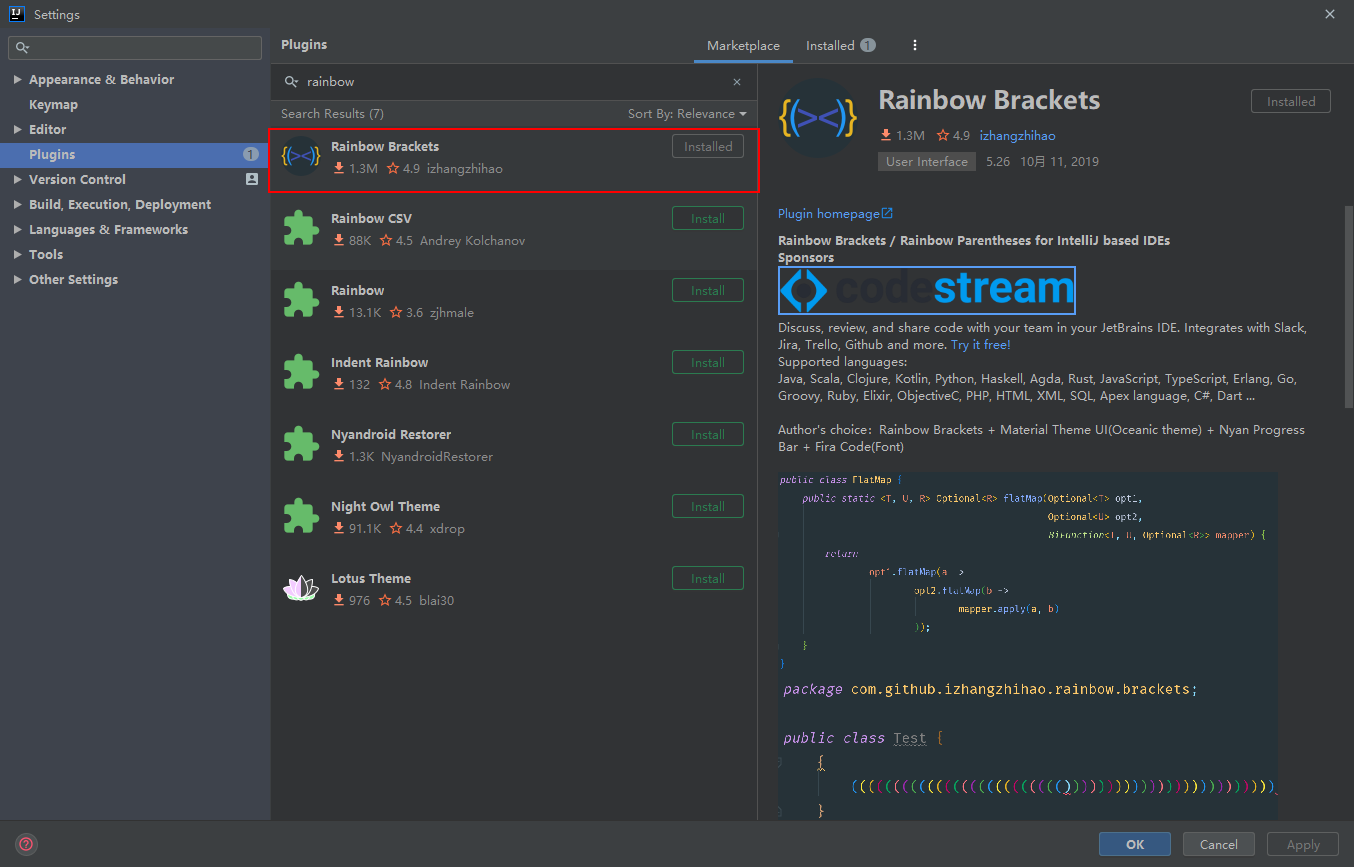 Settings
Appearance & Behavior
Keymap
Editor
Plugins 1
Version Control
Build, Execution, Deployment
Languages & Frameworks
Tools
Other Settings
Plugins
Marketplace
Installed 1
rainbow
Search Results (7)
Sort By: Relevance
Rainbow Brackets
Installed
1.3M 4.9 izhangzhihao
Rainbow CSV
Install
88K 4.5 Andrey Kolchanov
Rainbow
Install
13.1K 3.6 zjhmale
Indent Rainbow
Install
132 4.8 Indent Rainbow
Nyandroid Restorer
Install
1.3K NyandroidRestorer
Night Owl Theme
Install
91.1K 4.4 xdrop
Lotus Theme
Install
976 4.5 blai30
Rainbow Brackets
Installed
1.3M 4.9 izhangzhihao
User Interface 5.26 10月 11, 2019
Plugin homepage
Rainbow Brackets / Rainbow Parentheses for IntelliJ based IDEs
Sponsors
codestream
Discuss, review, and share code with your team in your JetBrains IDE. Integrates with Slack,
Jira, Trello, Github and more. Try it free!
Supported languages:
Java, Scala, Clojure, Kotlin, Python, Haskell, Agda, Rust, JavaScript, TypeScript, Erlang, Go,
Groovy, Ruby, Elixir, ObjectiveC, PHP, HTML, XML, SQL, Apex language, C#, Dart ...
Author's choice：Rainbow Brackets + Material Theme UI(Oceanic theme) + Nyan Progress
Bar + Fira Code(Font)
public class FlatMap {
public static <T, U, R> Optional<R> flatMap(Optional<T> opt1,
Optional<U> opt2,
BiFunction<T, U, Optional<R>> mapper) {
return
opt1.flatMap(a ->
opt2.flatMap(b ->
mapper.apply(a, b)
));
}
}
package com.github.izhangzhihao.rainbow.brackets;
public class Test {
{
}
OK
Cancel
Apply